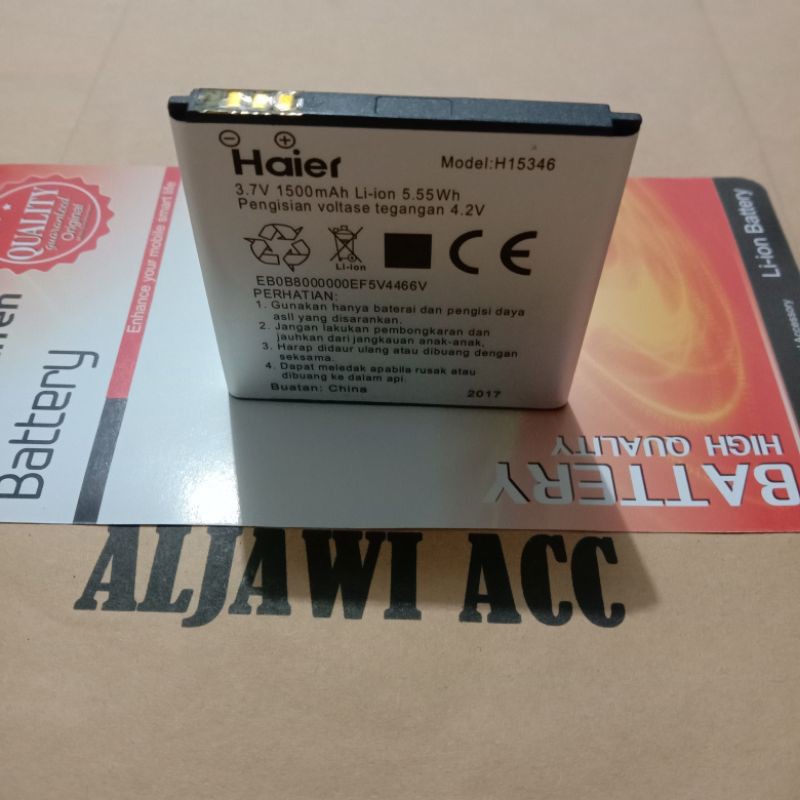 Haier
Model:H15346
3.7V 1500mAh Li-ion 5.55Wh
Pengisian voltase tegangan 4.2V
Li-ion
CE
EB0B8000000EF5V4466V
PERHATIAN:
1. Gunakan hanya baterai dan pengisi daya
asli yang disarankan.
2. Jangan lakukan pembongkaran dan
jauhkan dari jangkauan anak-anak,
3. Harap didaur ulang atau dibuang dengan
seksama.
4. Dapat meledak apabila rusak atau
dibuang ke dalam api.
Buatan: China
2017
QUALITY
guaranteed
Original
Enhance your mobile smart life
Battery
Li-ion Battery
Accessory
BATTERY
HIGH QUALITY
ALJAWI ACC